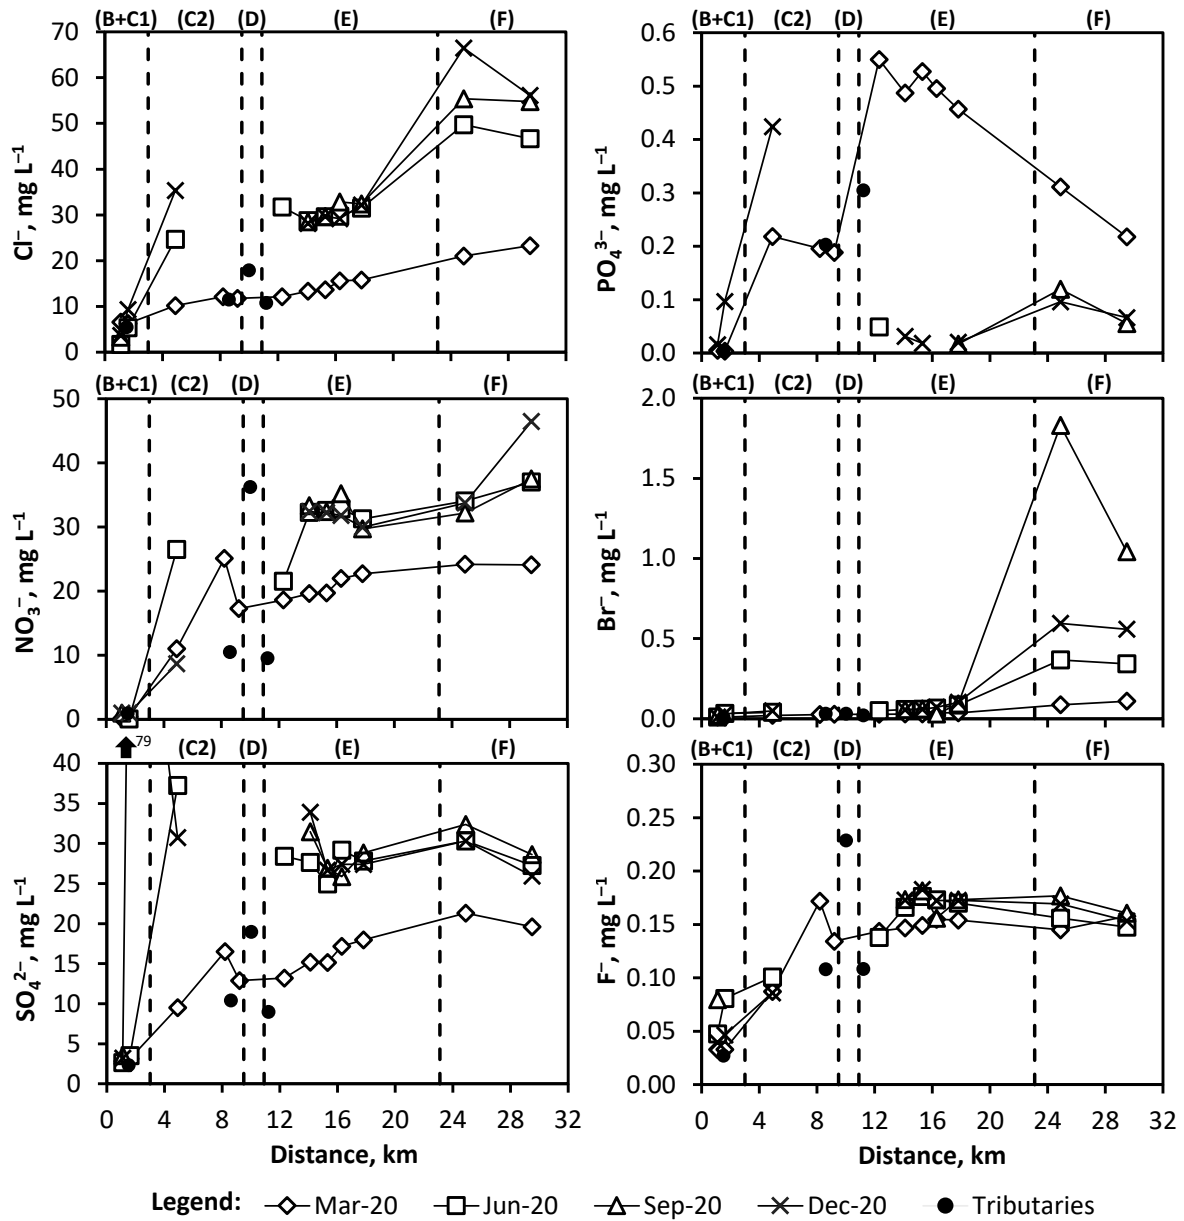 (B+C1) (C2) (D) (E) (F)
70
60
50
40
30
20
10
0
Cl⁻, mg L⁻¹
(B+C1) (C2) (D) (E) (F)
0.6
0.5
0.4
0.3
0.2
0.1
0.0
PO₄³⁻, mg L⁻¹
(B+C1) (C2) (D) (E) (F)
50
40
30
20
10
0
NO₃⁻, mg L⁻¹
(B+C1) (C2) (D) (E) (F)
2.0
1.5
1.0
0.5
0.0
Br⁻, mg L⁻¹
79 (C2) (D) (E) (F)
40
35
30
25
20
15
10
5
0
SO₄²⁻, mg L⁻¹
0 4 8 12 16 20 24 28 32
Distance, km
(B+C1) (C2) (D) (E) (F)
0.30
0.25
0.20
0.15
0.10
0.05
0.00
F⁻, mg L⁻¹
0 4 8 12 16 20 24 28 32
Distance, km
Legend: Mar-20 Jun-20 Sep-20 Dec-20 Tributaries